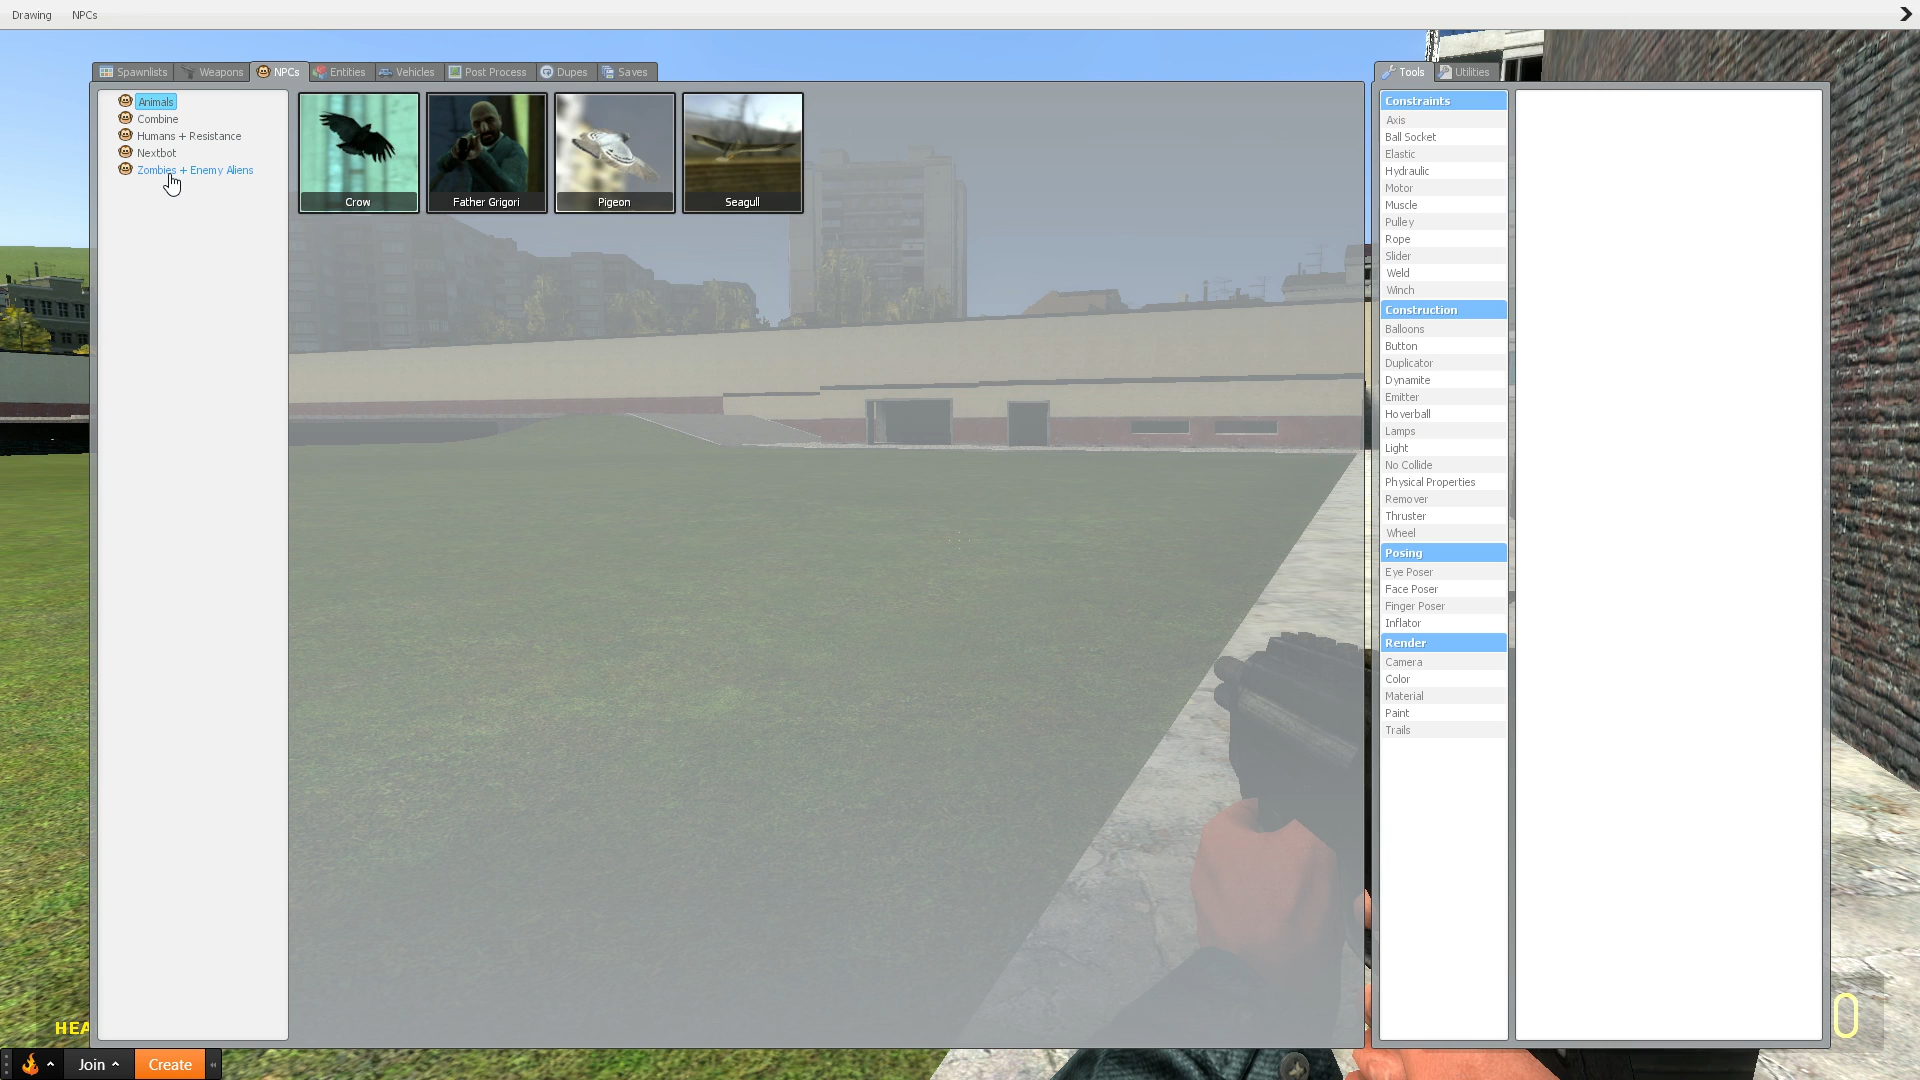 Drawing NPCs
Spawnlists Weapons NPCs Entities Vehicles Post Process Dupes Saves
Animals
Combine
Humans + Resistance
Nextbot
Zombies + Enemy Aliens
Crow Father Grigori Pigeon Seagull
Tools Utilities
Constraints
Axis
Ball Socket
Elastic
Hydraulic
Motor
Muscle
Pulley
Rope
Slider
Weld
Winch
Construction
Balloons
Button
Duplicator
Dynamite
Emitter
Hoverball
Lamps
Light
No Collide
Physical Properties
Remover
Thruster
Wheel
Posing
Eye Poser
Face Poser
Finger Poser
Inflator
Render
Camera
Color
Material
Paint
Trails
HEA
0
Join Create